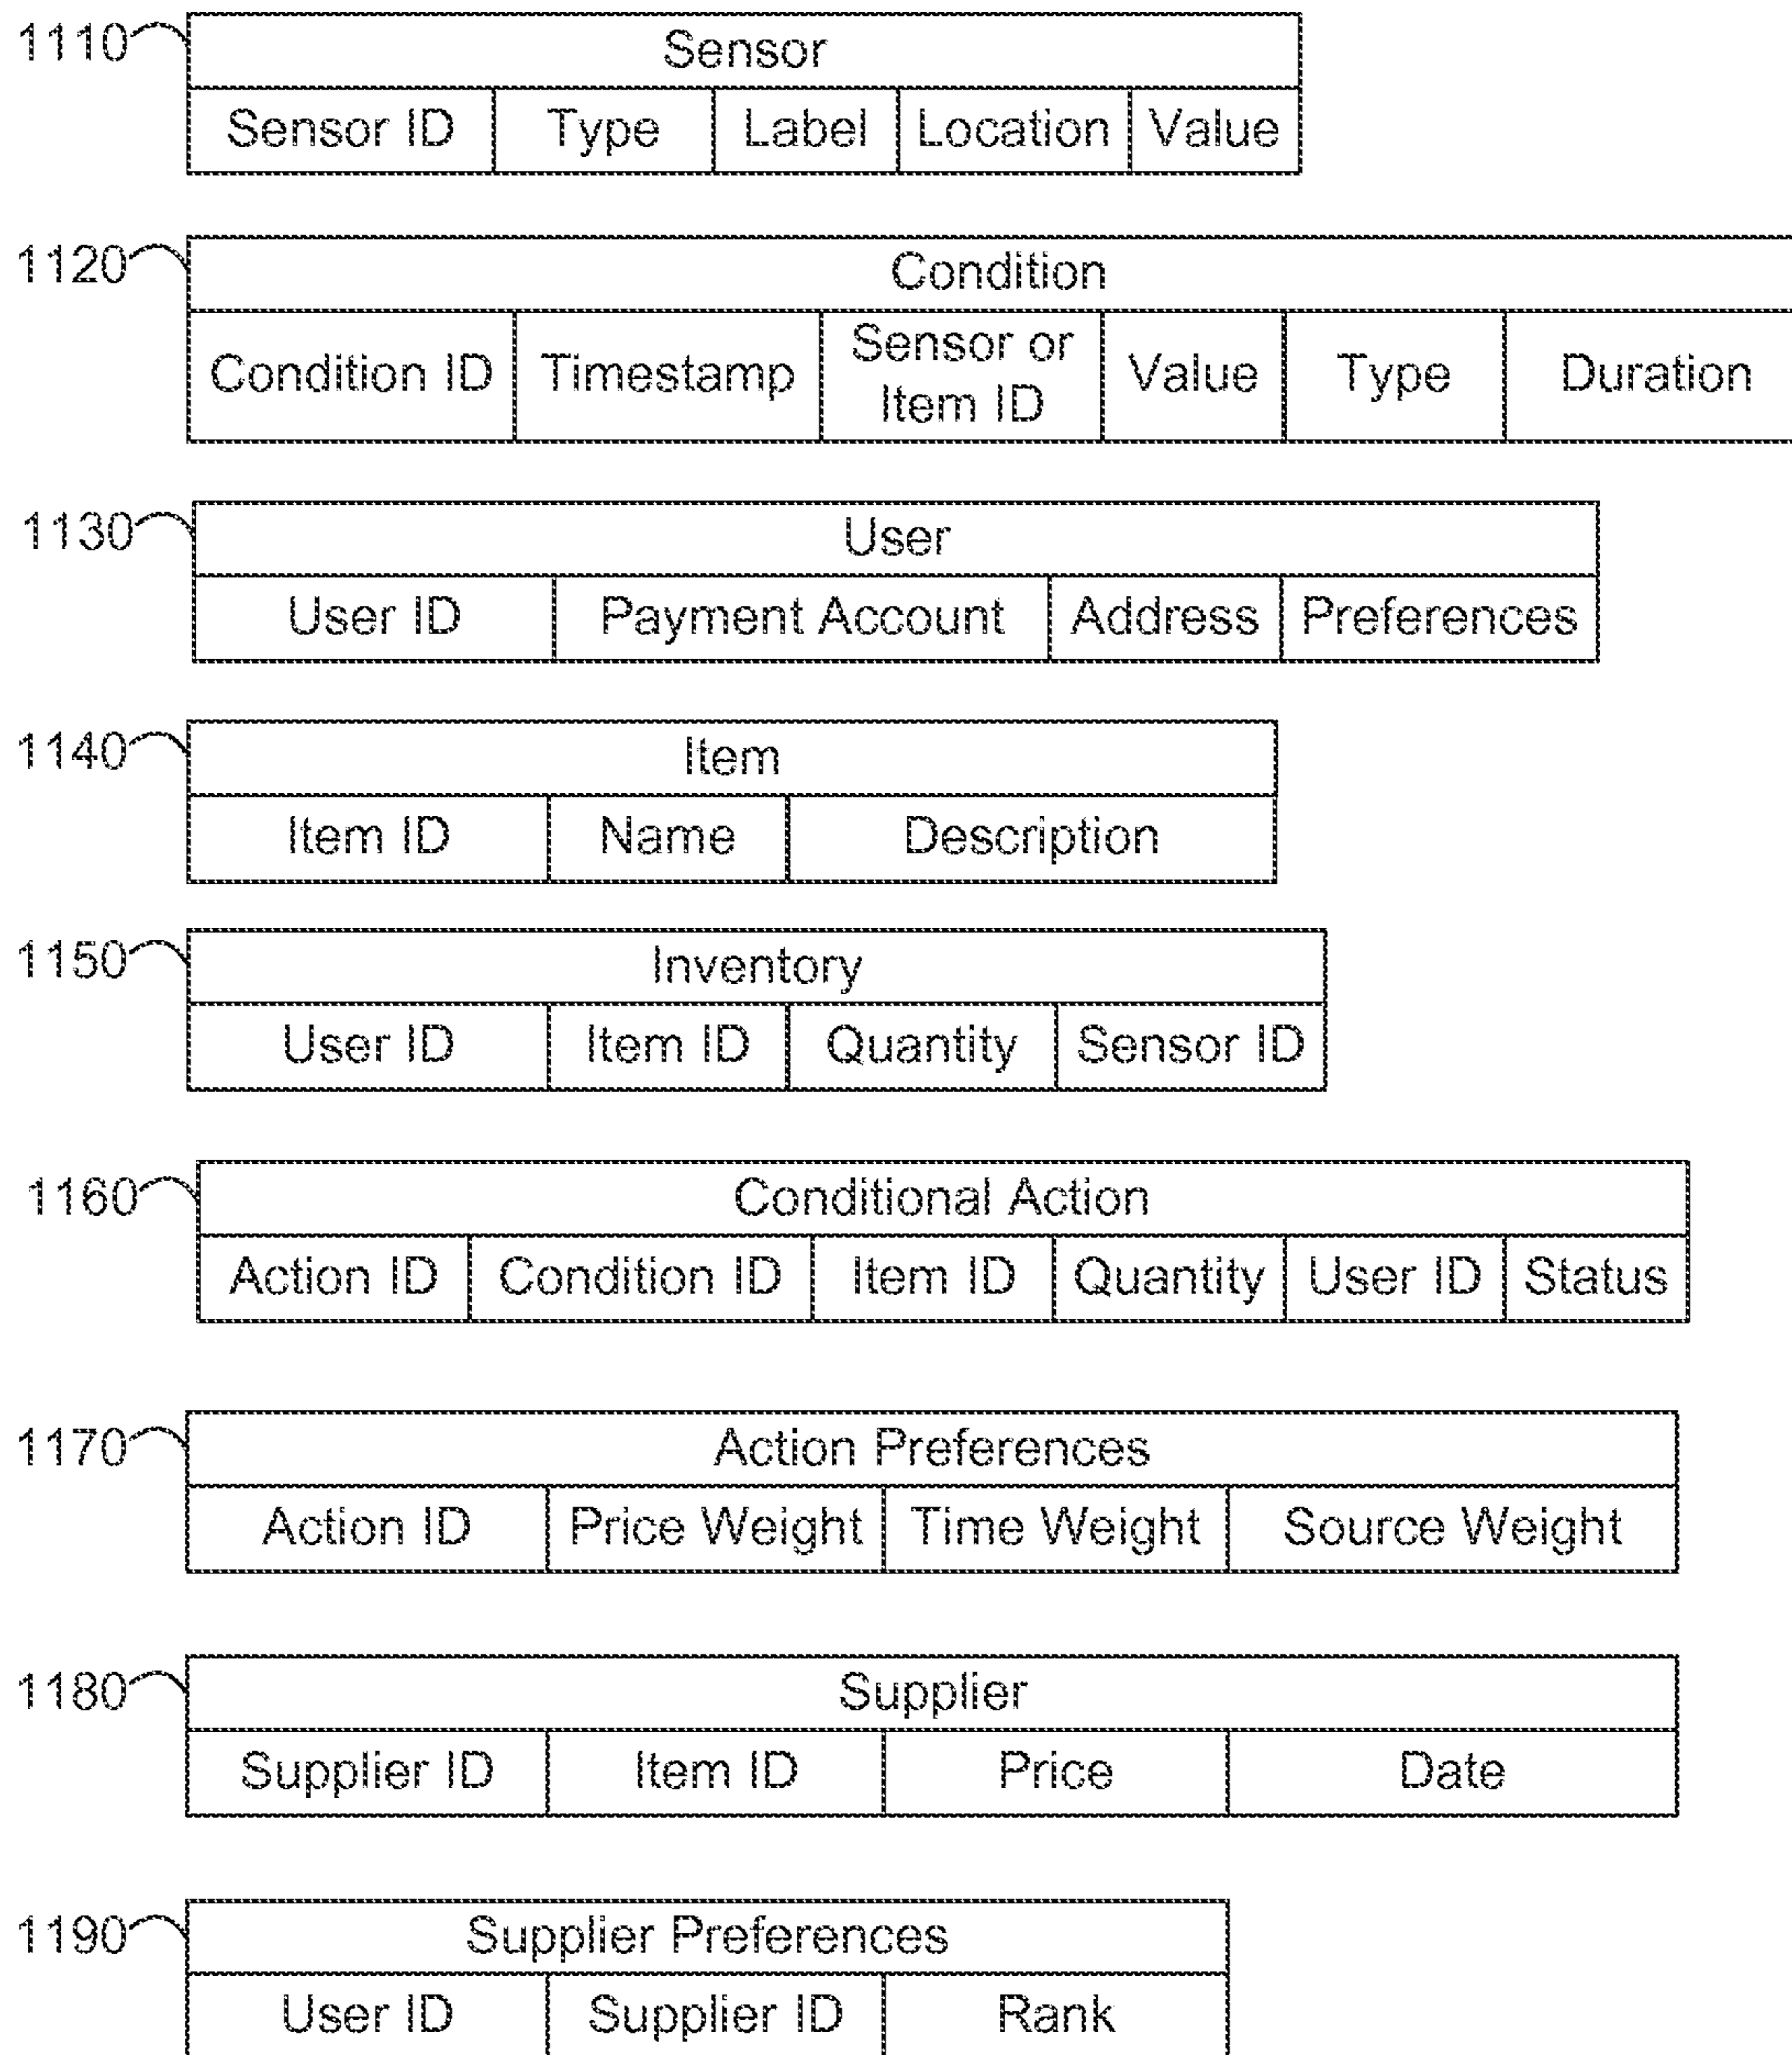 1110
Sensor
Sensor ID Type Label Location Value
1120
Condition
Condition ID Timestamp Sensor or Item ID Value Type Duration
1130
User
User ID Payment Account Address Preferences
1140
Item
Item ID Name Description
1150
Inventory
User ID Item ID Quantity Sensor ID
1160
Conditional Action
Action ID Condition ID Item ID Quantity User ID Status
1170
Action Preferences
Action ID Price Weight Time Weight Source Weight
1180
Supplier
Supplier ID Item ID Price Date
1190
Supplier Preferences
User ID Supplier ID Rank